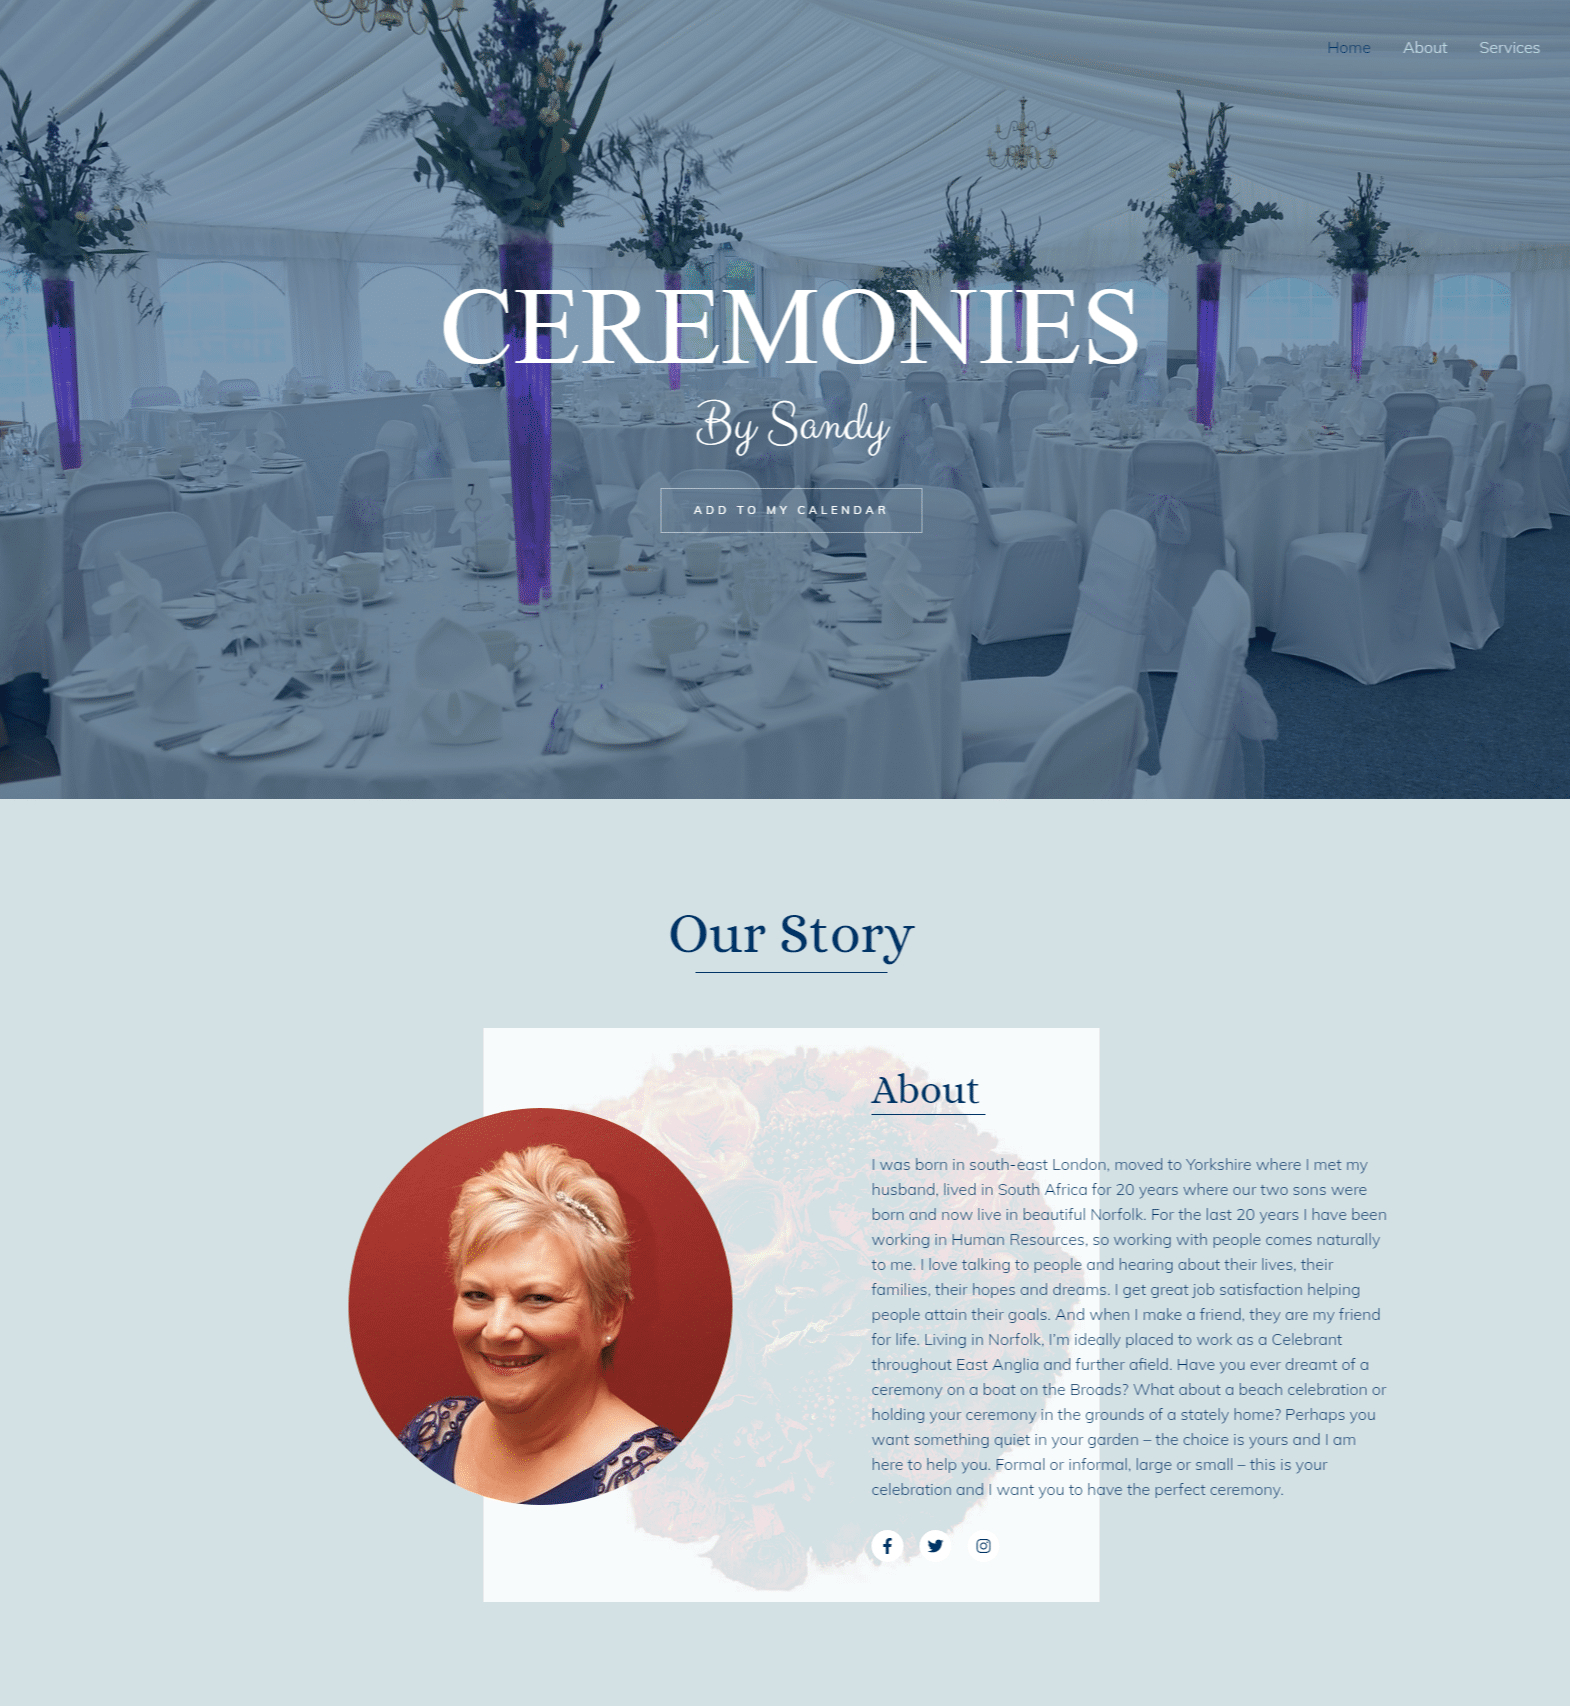 Home About Services
CEREMONIES
By Sandy
ADD TO MY CALENDAR
7
Our Story
About
I was born in south-east London, moved to Yorkshire where I met my
husband, lived in South Africa for 20 years where our two sons were
born and now live in beautiful Norfolk. For the last 20 years I have been
working in Human Resources, so working with people comes naturally
to me. I love talking to people and hearing about their lives, their
families, their hopes and dreams. I get great job satisfaction helping
people attain their goals. And when I make a friend, they are my friend
for life. Living in Norfolk, I’m ideally placed to work as a Celebrant
throughout East Anglia and further afield. Have you ever dreamt of a
ceremony on a boat on the Broads? What about a beach celebration or
holding your ceremony in the grounds of a stately home? Perhaps you
want something quiet in your garden – the choice is yours and I am
here to help you. Formal or informal, large or small – this is your
celebration and I want you to have the perfect ceremony.